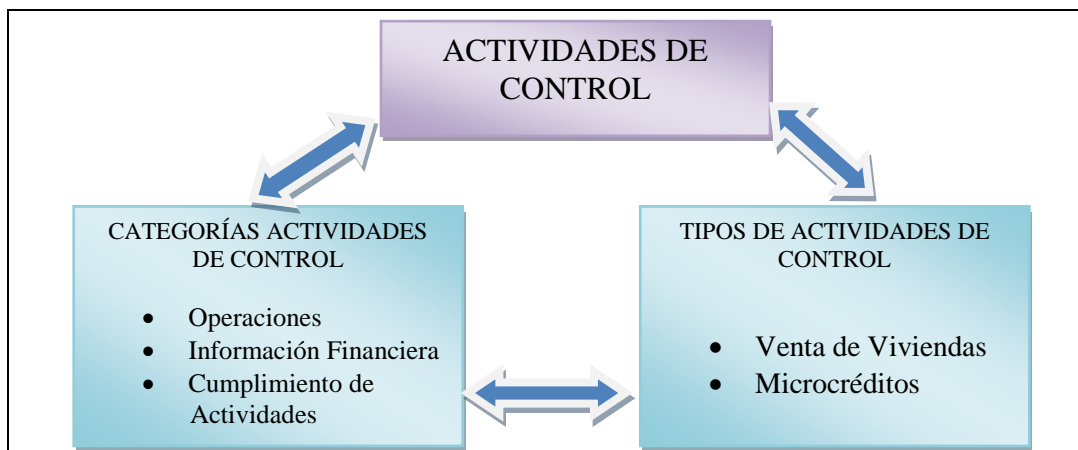 ACTIVIDADES DE
CONTROL
CATEGORÍAS ACTIVIDADES
DE CONTROL
• Operaciones
• Información Financiera
• Cumplimiento de
Actividades
TIPOS DE ACTIVIDADES DE
CONTROL
• Venta de Viviendas
• Microcréditos